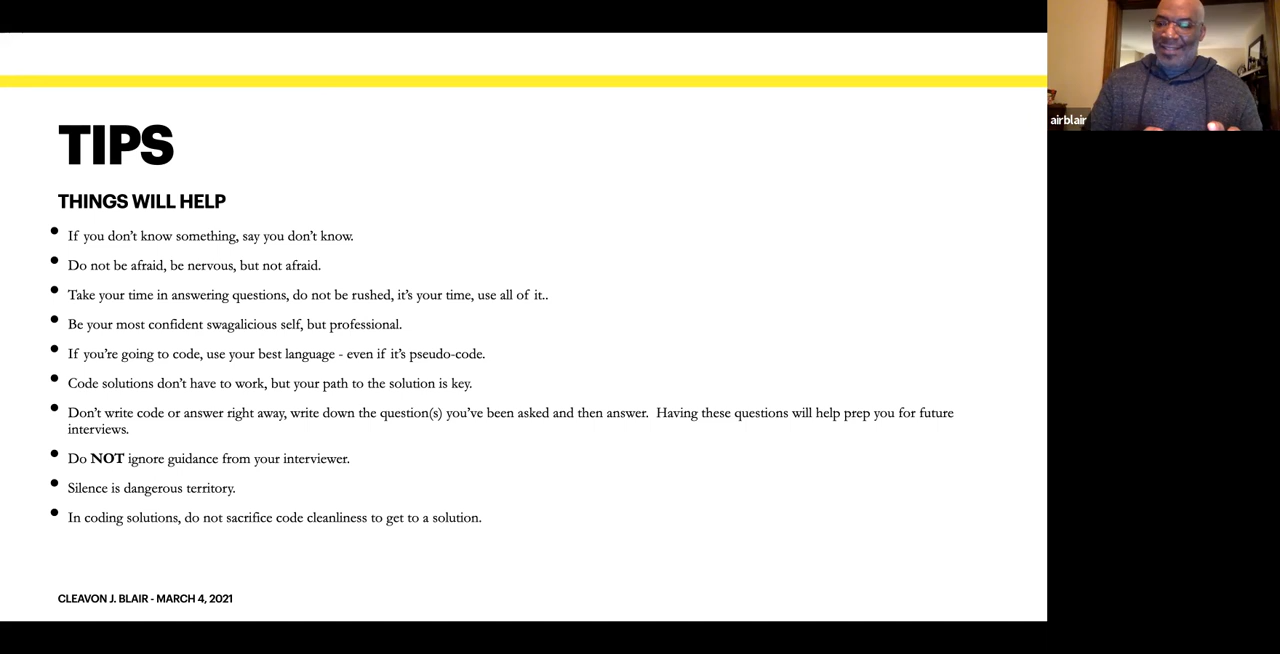 TIPS
THINGS WILL HELP
• If you don’t know something, say you don’t know.
• Do not be afraid, be nervous, but not afraid.
• Take your time in answering questions, do not be rushed, it’s your time, use all of it..
• Be your most confident swagalicious self, but professional.
• If you’re going to code, use your best language - even if it’s pseudo-code.
• Code solutions don’t have to work, but your path to the solution is key.
• Don’t write code or answer right away, write down the question(s) you’ve been asked and then answer.  Having these questions will help prep you for future
interviews.
• Do NOT ignore guidance from your interviewer.
• Silence is dangerous territory.
• In coding solutions, do not sacrifice code cleanliness to get to a solution.
CLEAVON J. BLAIR - MARCH 4, 2021
airblair